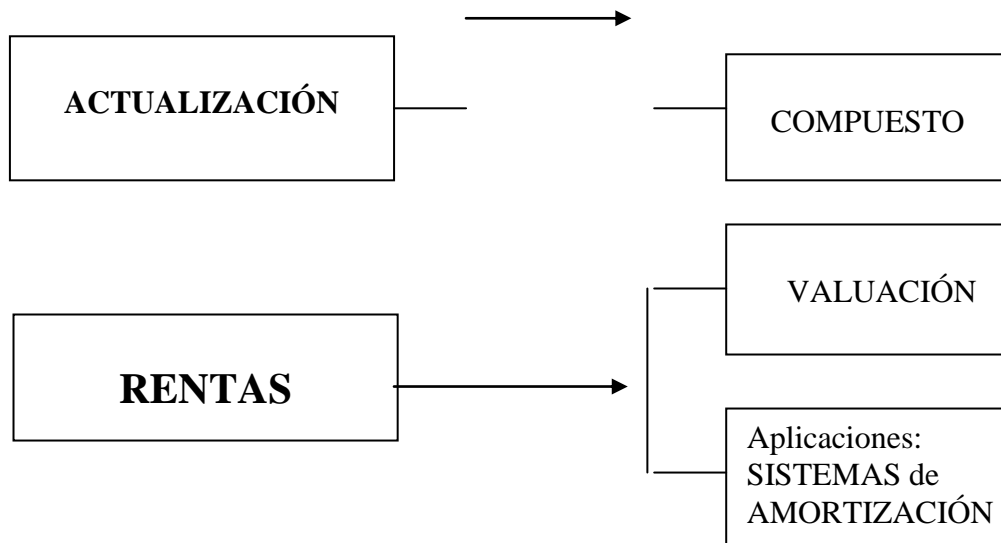 ACTUALIZACIÓN
COMPUESTO
VALUACIÓN
RENTAS
Aplicaciones:
SISTEMAS de
AMORTIZACIÓN